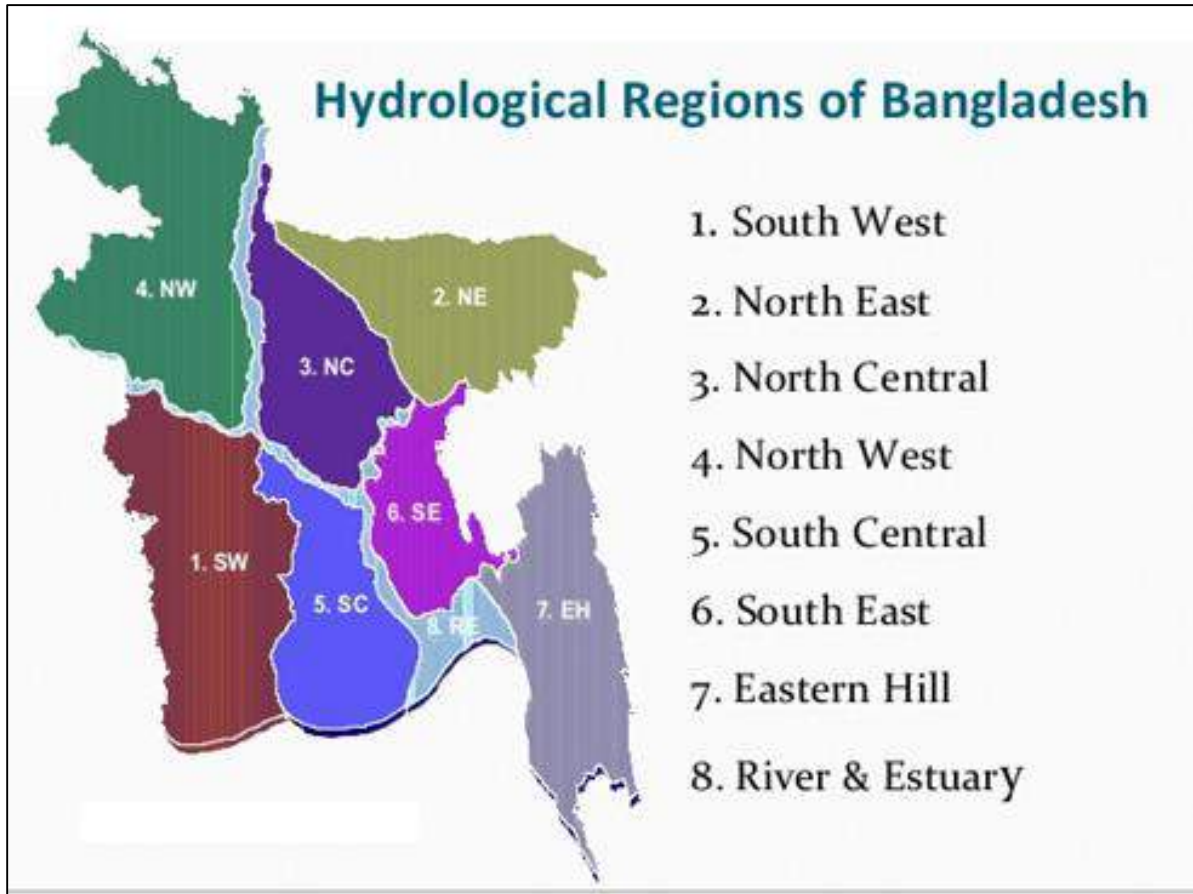 Hydrological Regions of Bangladesh
1. South West
2. North East
3. North Central
4. North West
5. South Central
6. South East
7. Eastern Hill
8. River & Estuary
4. NW
2. NE
3. NC
6. SE
1. SW
5. SC
8. RE
7. EH